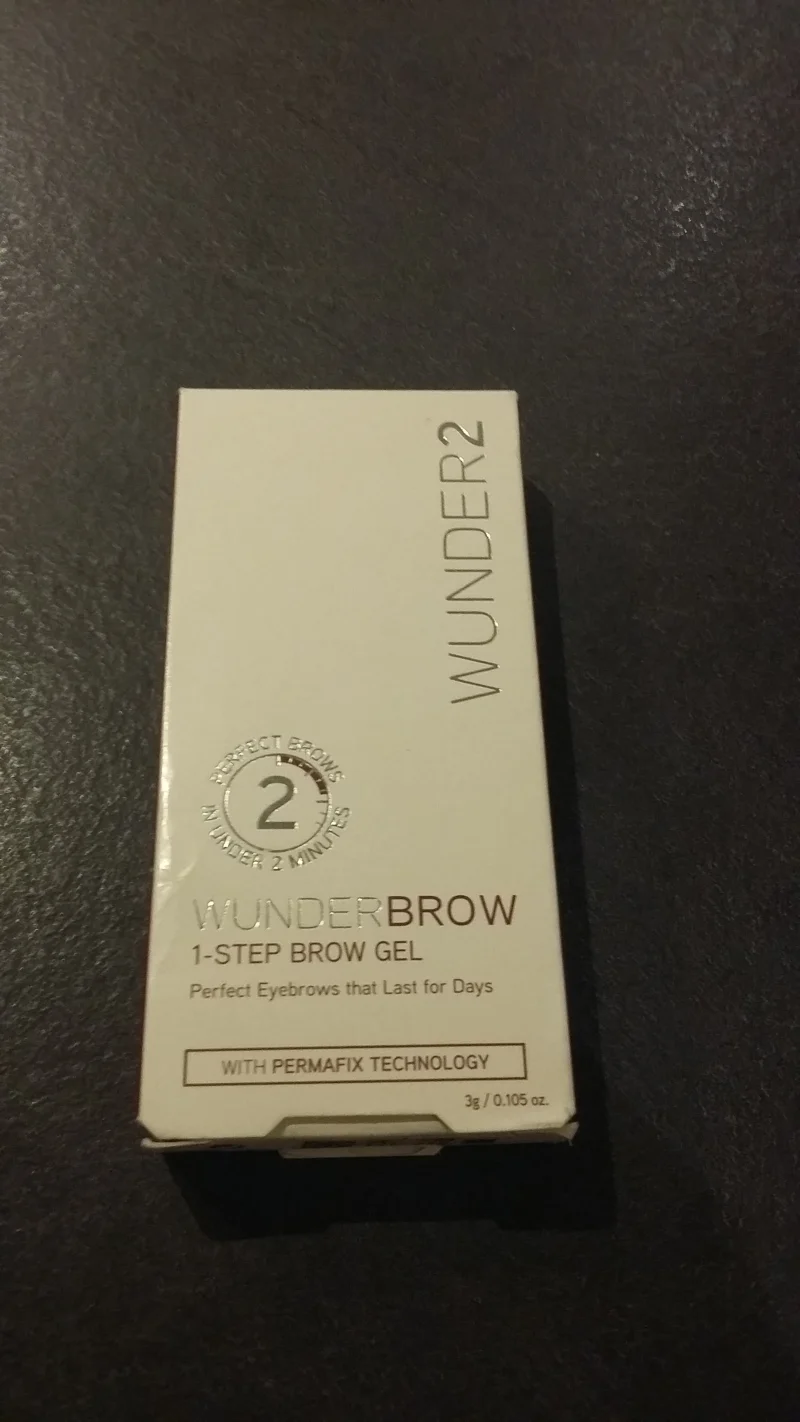 WUNDER2
PERFECT BROWS
2
IN UNDER 2 MINUTES
WUNDERBROW
1-STEP BROW GEL
Perfect Eyebrows that Last for Days
WITH PERMAFIX TECHNOLOGY
3g / 0.105 oz.